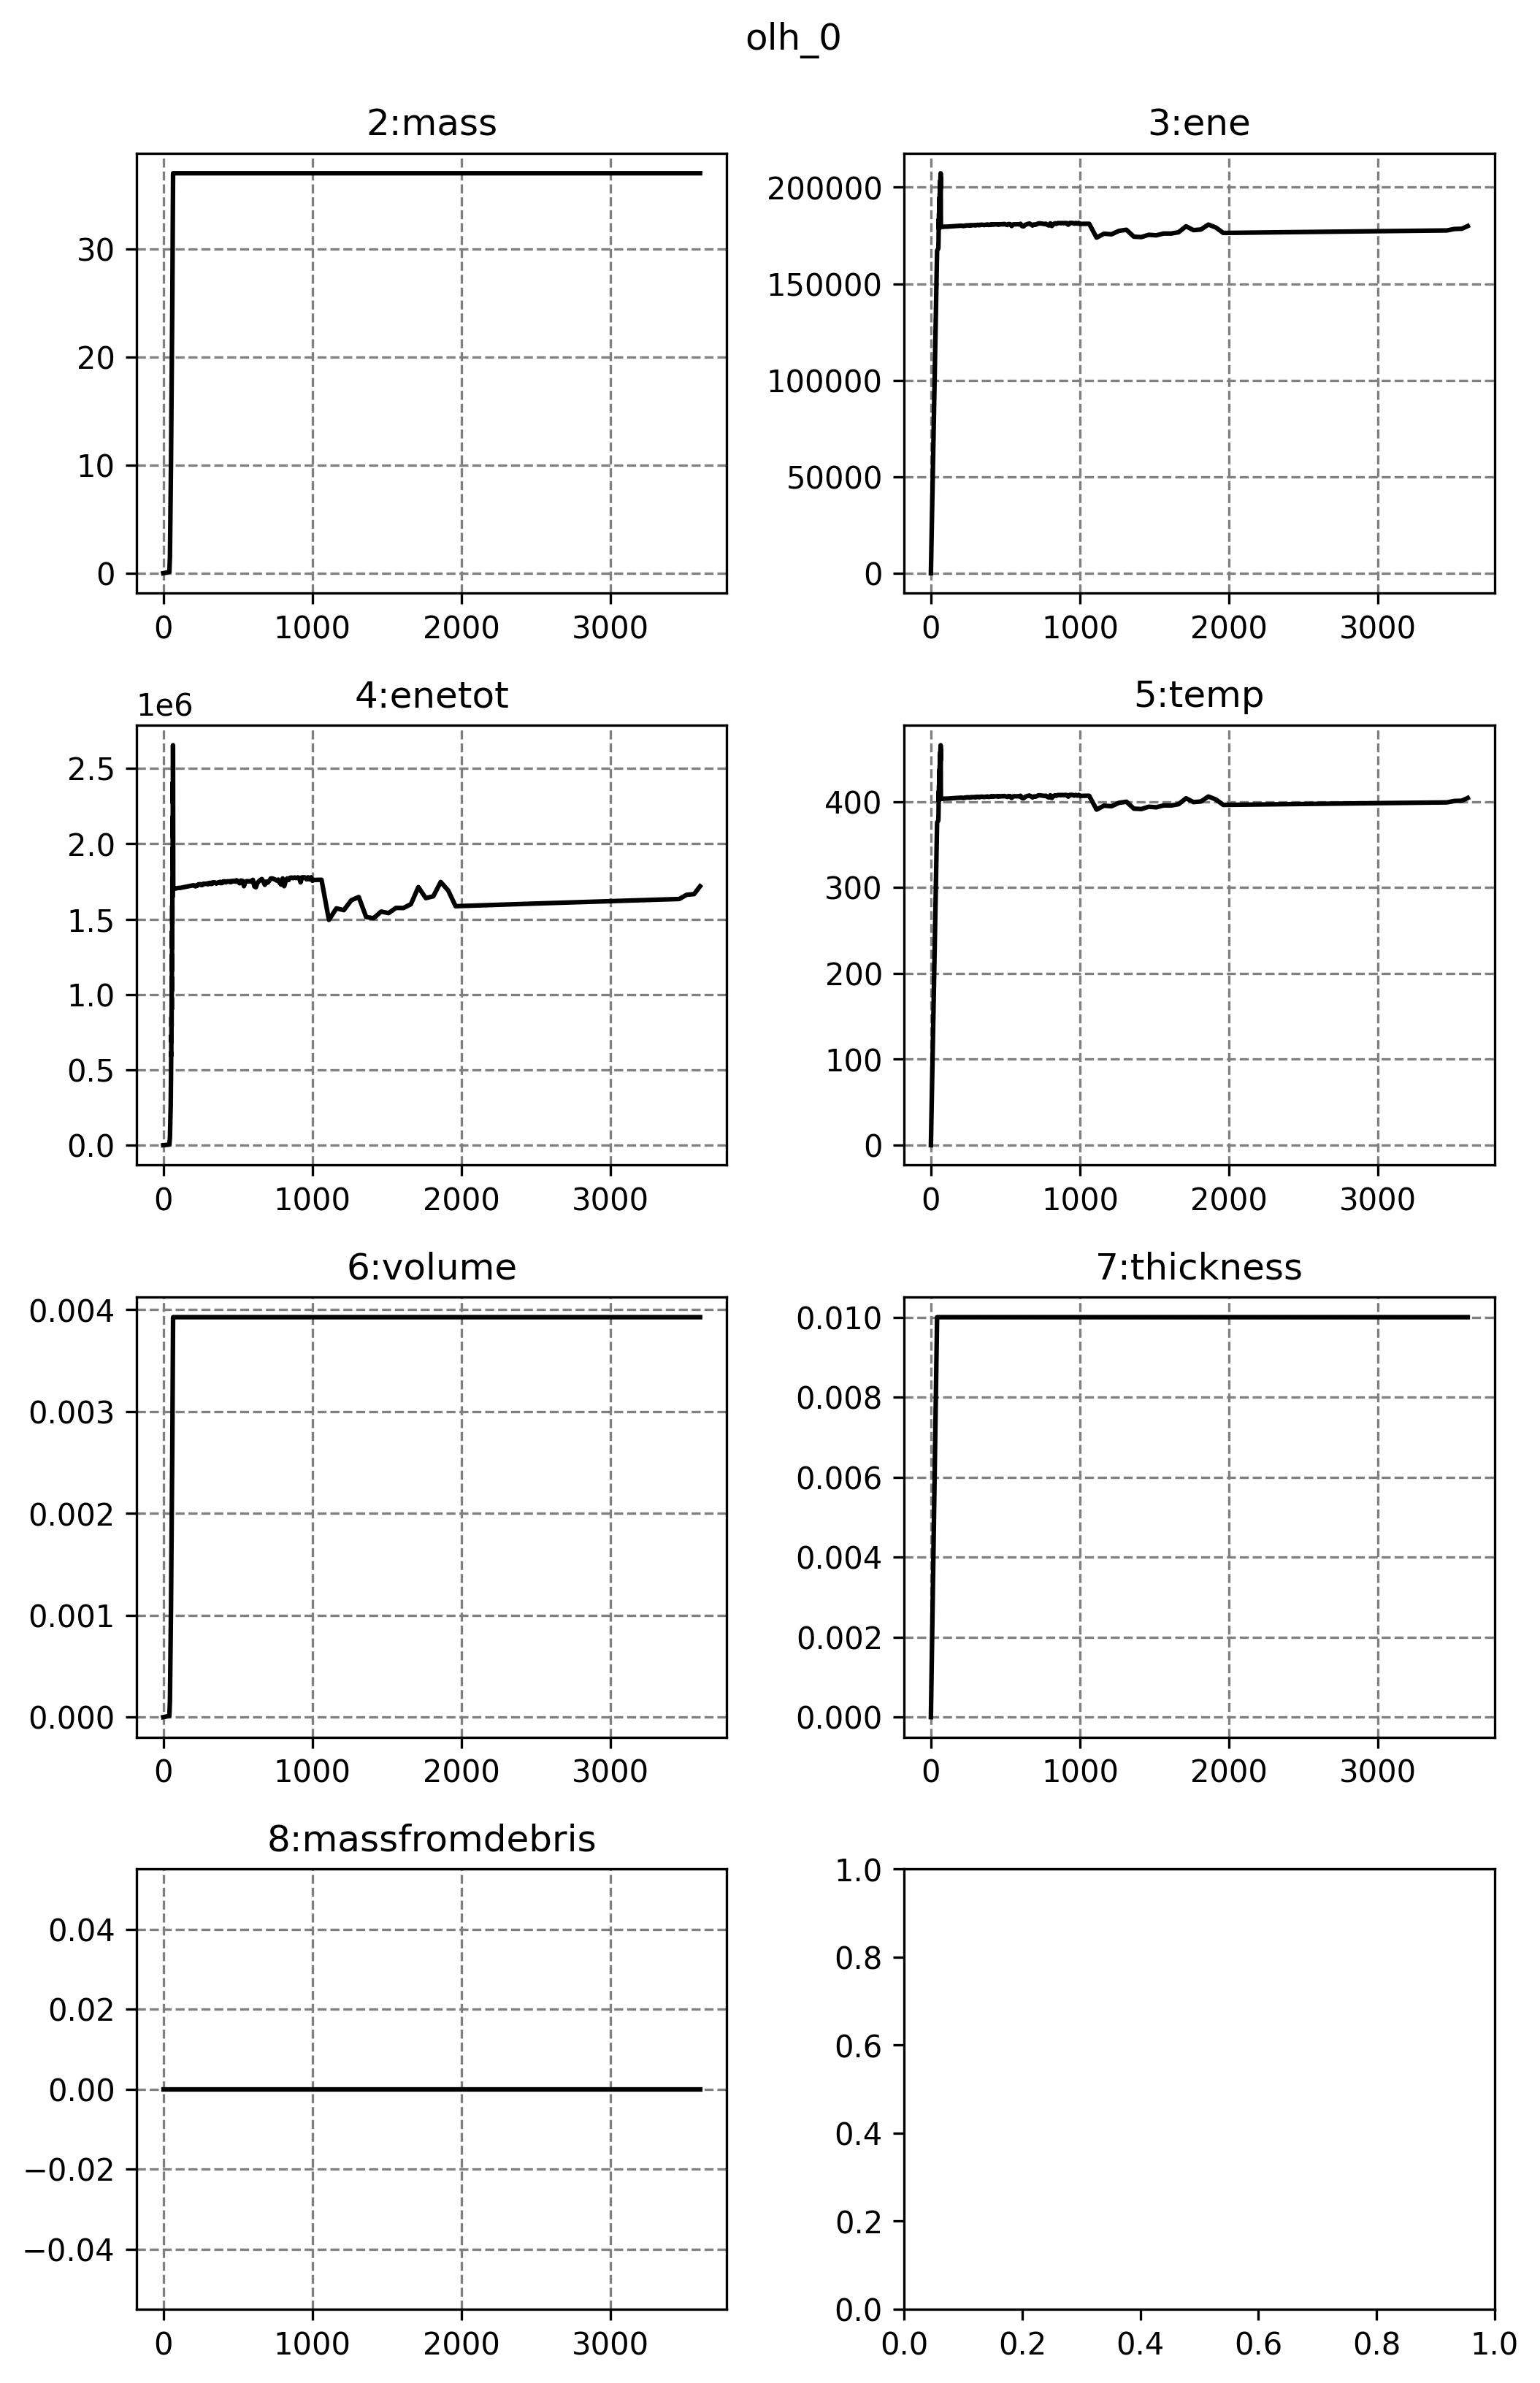 olh_0
2:mass
30
20
10
0
0 1000 2000 3000
3:ene
200000
150000
100000
50000
0
0 1000 2000 3000
4:enetot
1e6
2.5
2.0
1.5
1.0
0.5
0.0
0 1000 2000 3000
5:temp
400
300
200
100
0
0 1000 2000 3000
6:volume
0.004
0.003
0.002
0.001
0.000
0 1000 2000 3000
7:thickness
0.010
0.008
0.006
0.004
0.002
0.000
0 1000 2000 3000
8:massfromdebris
0.04
0.02
0.00
−0.02
−0.04
0 1000 2000 3000
1.0
0.8
0.6
0.4
0.2
0.0
0.0 0.2 0.4 0.6 0.8 1.0